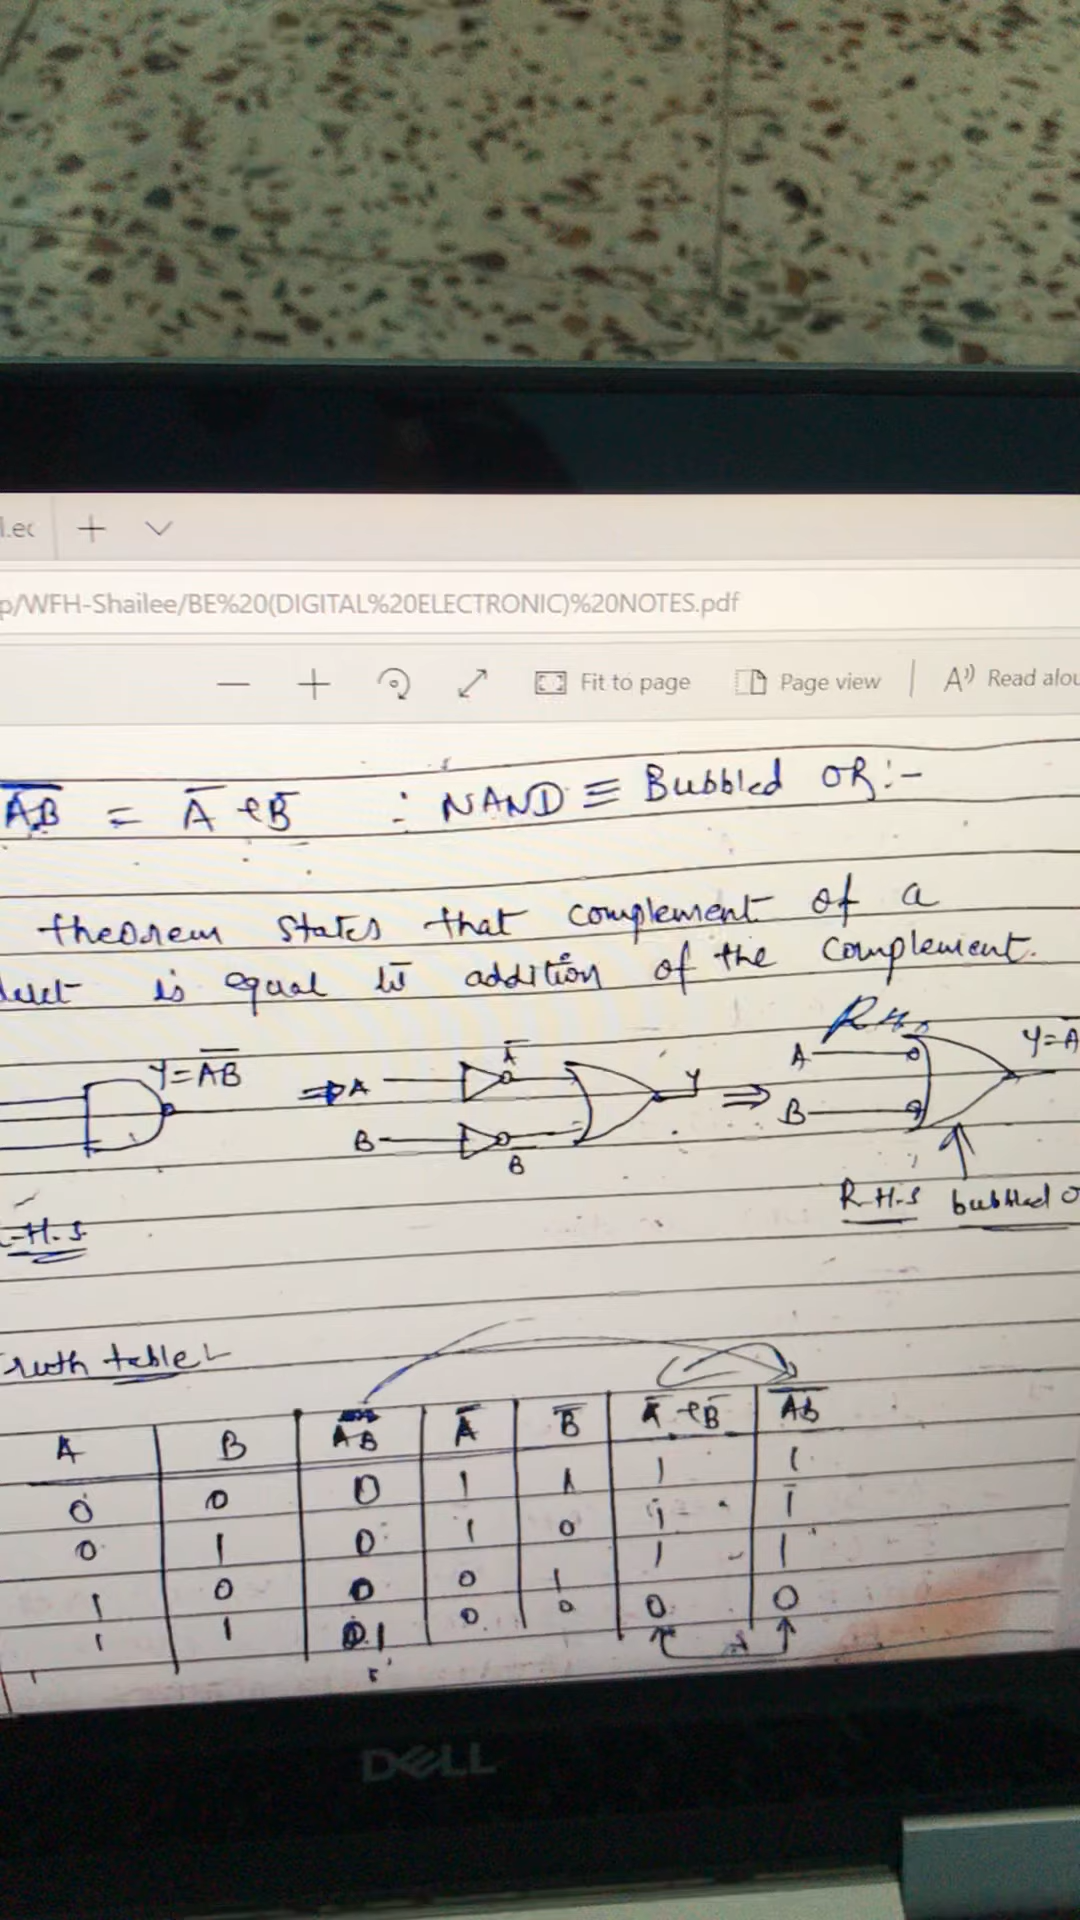 l.ec
p/WFH-Shailee/BE%20(DIGITAL%20ELECTRONIC)%20NOTES.pdf
Fit to page Page view A Read alou
A̅B̅ = A̅ + B̅ : NAND ≡ Bubbled OR:-
theorem states that complement of a
duct is equal to addition of the complement.
RHS
Y=A̅B̅ ⇒ A A̅ Y ⇒ A Y=A̅
B B B
R.H.S bubbled O
L.H.S
ruth table
A B AB A̅ B̅ A̅+B̅ A̅B̅
0 0 0 1 1 1 1
0 1 0 1 0 1 1
1 0 0 0 1 1 1
1 1 1 0 0 0 0
DELL